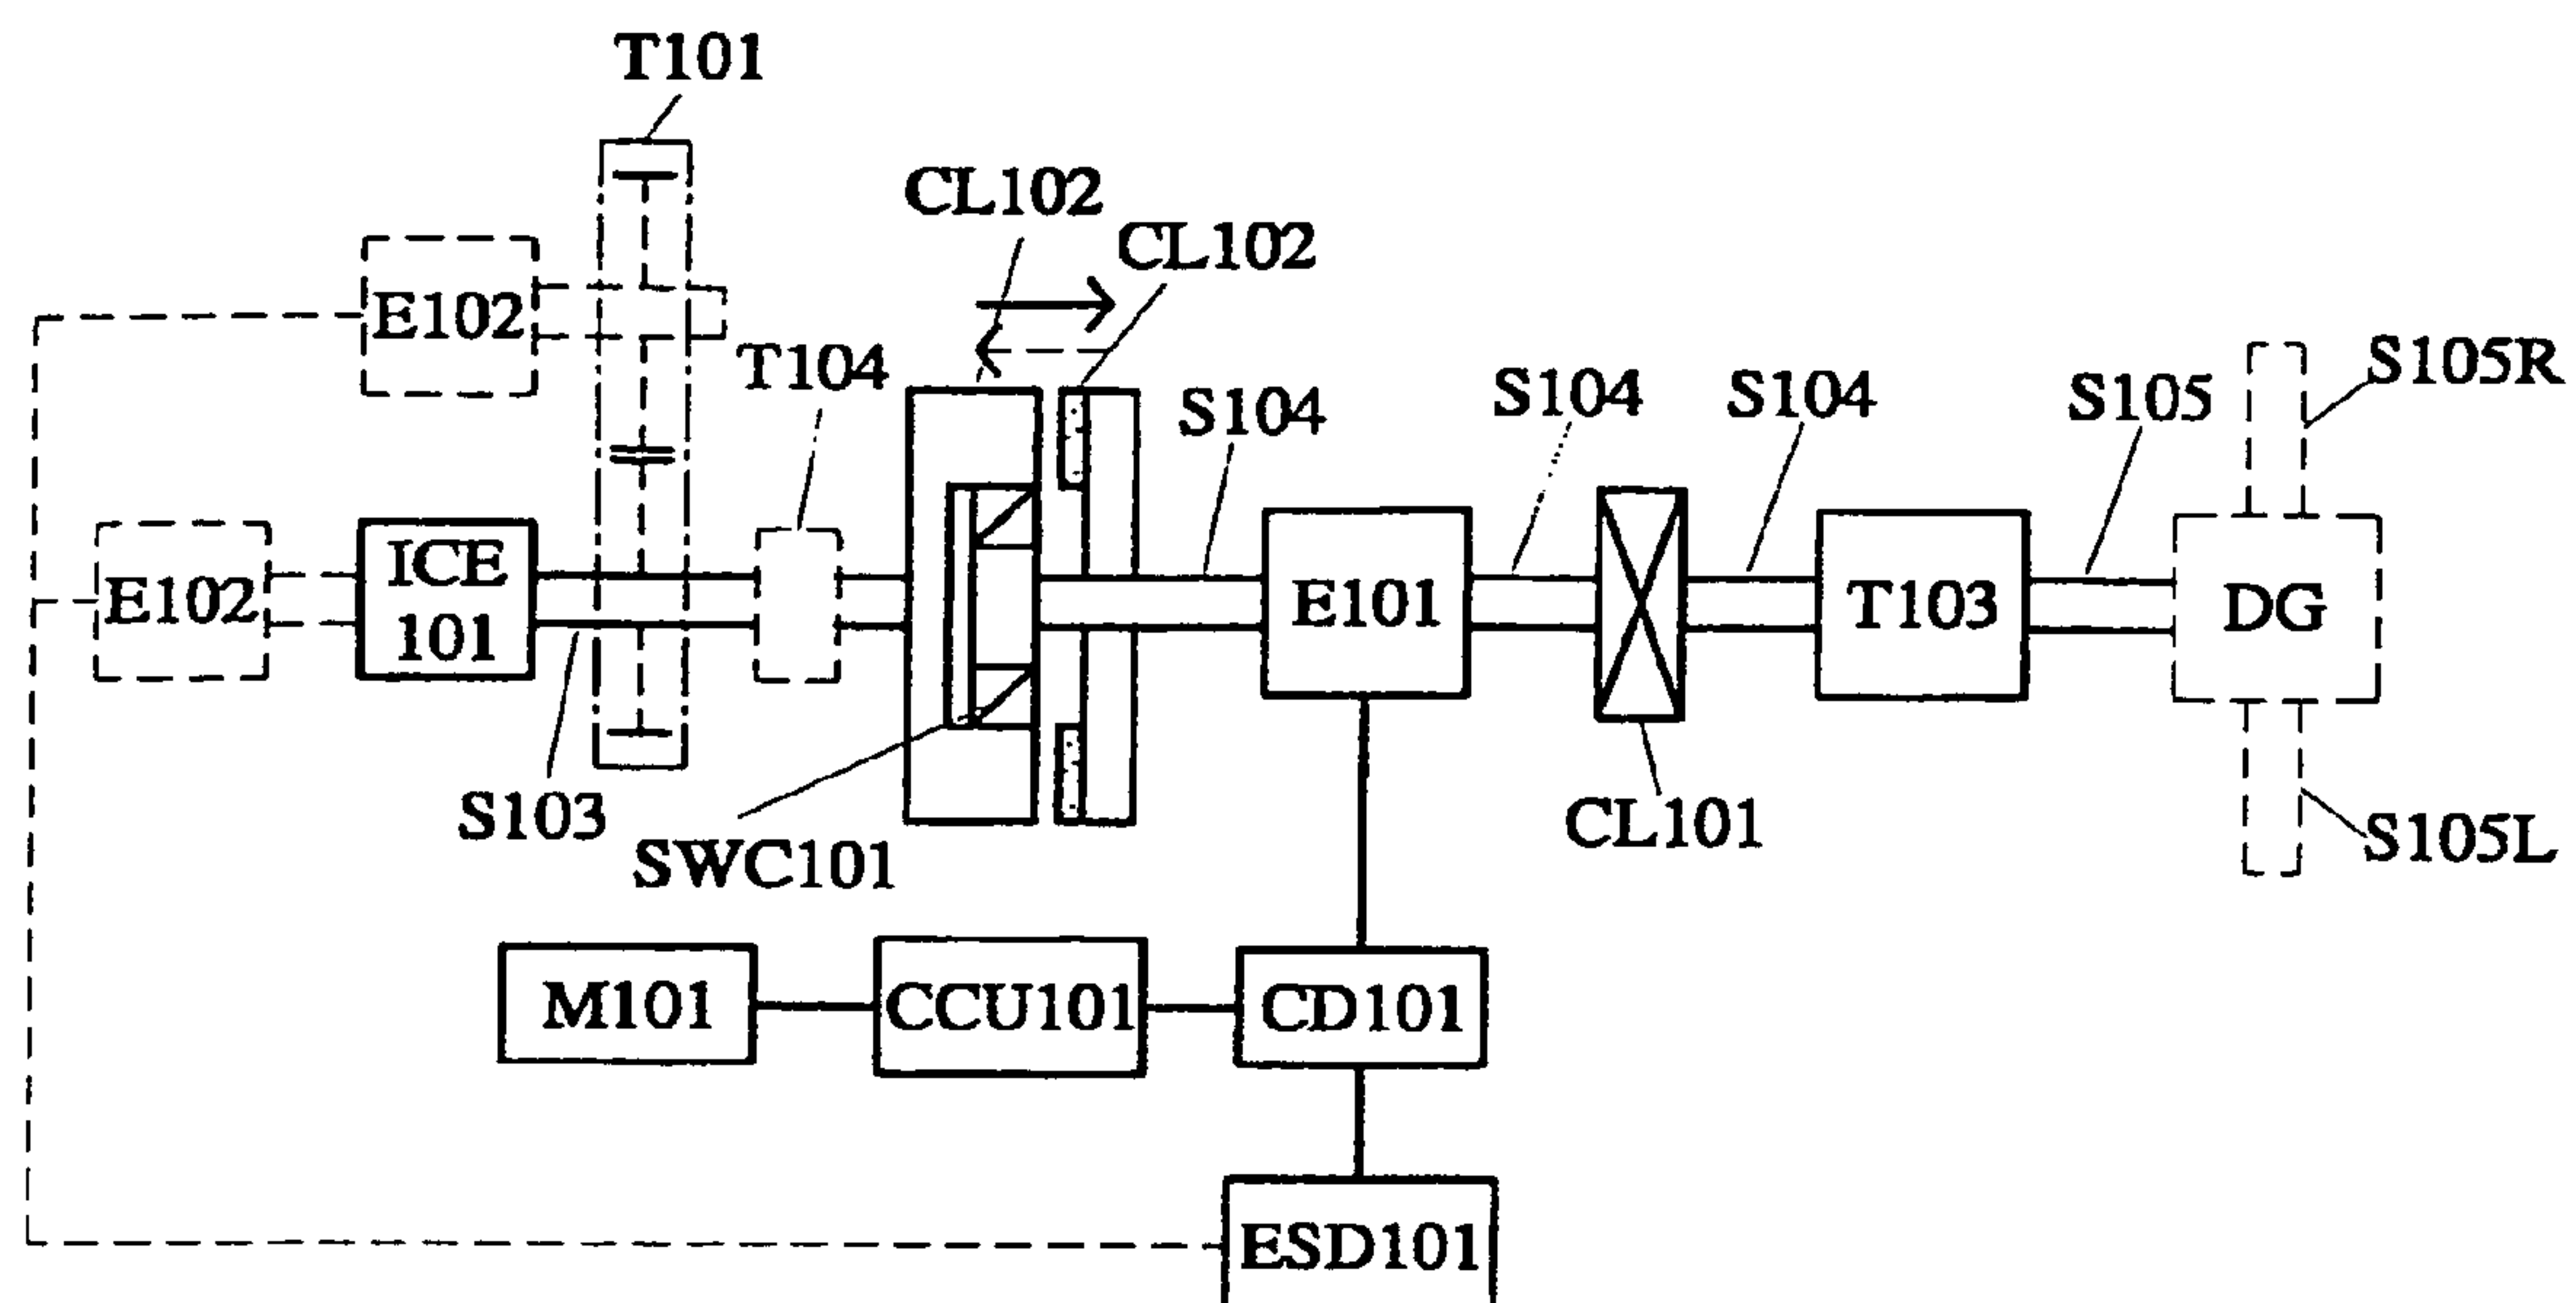 T101
CL102
CL102
E102
T104
S104
S104
S104
S105
S105R
E102
ICE
101
E101
T103
DG
S103
SWC101
CL101
S105L
M101
CCU101
CD101
ESD101